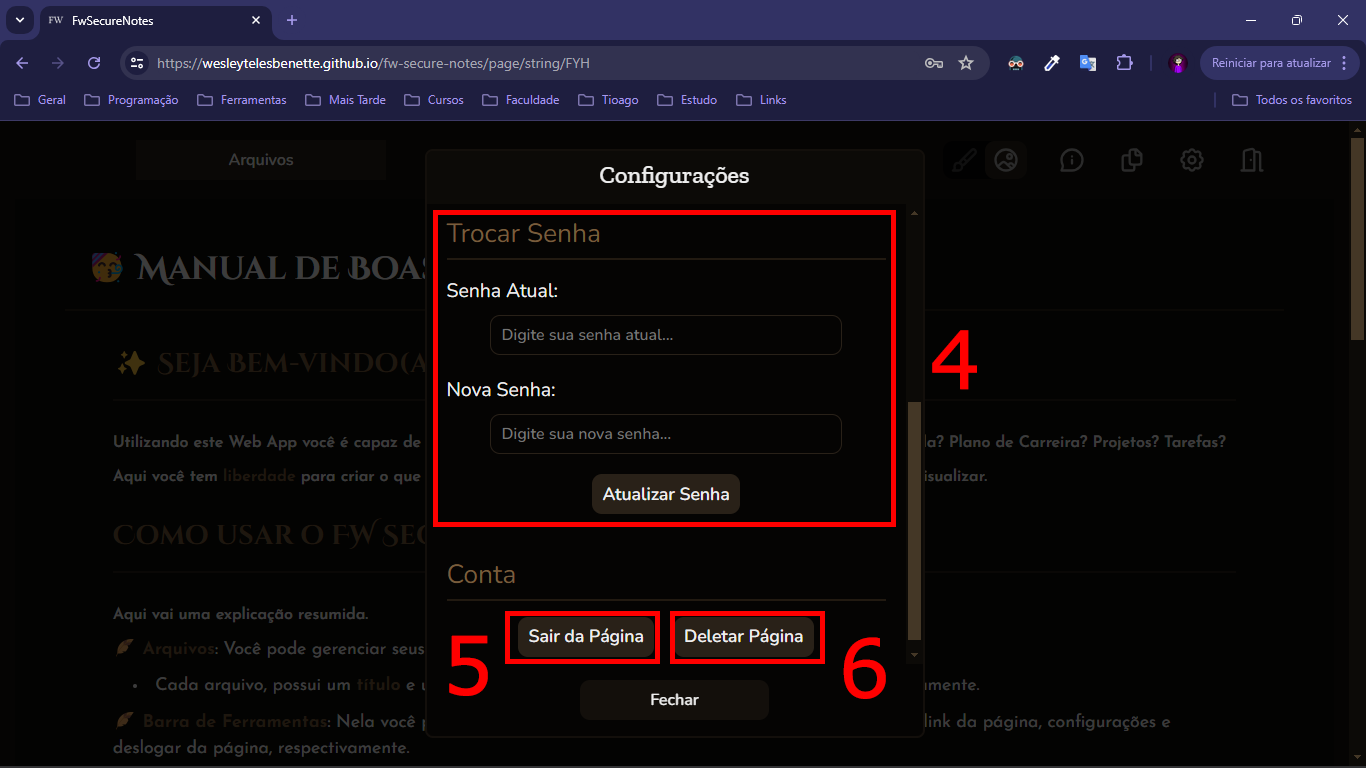 FW FwSecureNotes
https://wesleytelesbenette.github.io/fw-secure-notes/page/string/FYH
Reiniciar para atualizar
Geral Programação Ferramentas Mais Tarde Cursos Faculdade Tioago Estudo Links Todos os favoritos
Arquivos
Configurações
Trocar Senha
Manual de Boas
Senha Atual:
Digite sua senha atual...
4
Seja Bem-vindo(a
Nova Senha:
Digite sua nova senha...
Utilizando este Web App você é capaz de
da? Plano de Carreira? Projetos? Tarefas?
Aqui você tem liberdade para criar o que
isualizar.
Atualizar Senha
Como usar o FW Sec
Conta
Aqui vai uma explicação resumida.
5
Sair da Página
Deletar Página
6
Arquivos: Você pode gerenciar seus
• Cada arquivo, possui um título e u
mente.
Fechar
Barra de Ferramentas: Nela você p
link da página, configurações e
deslogar da página, respectivamente.